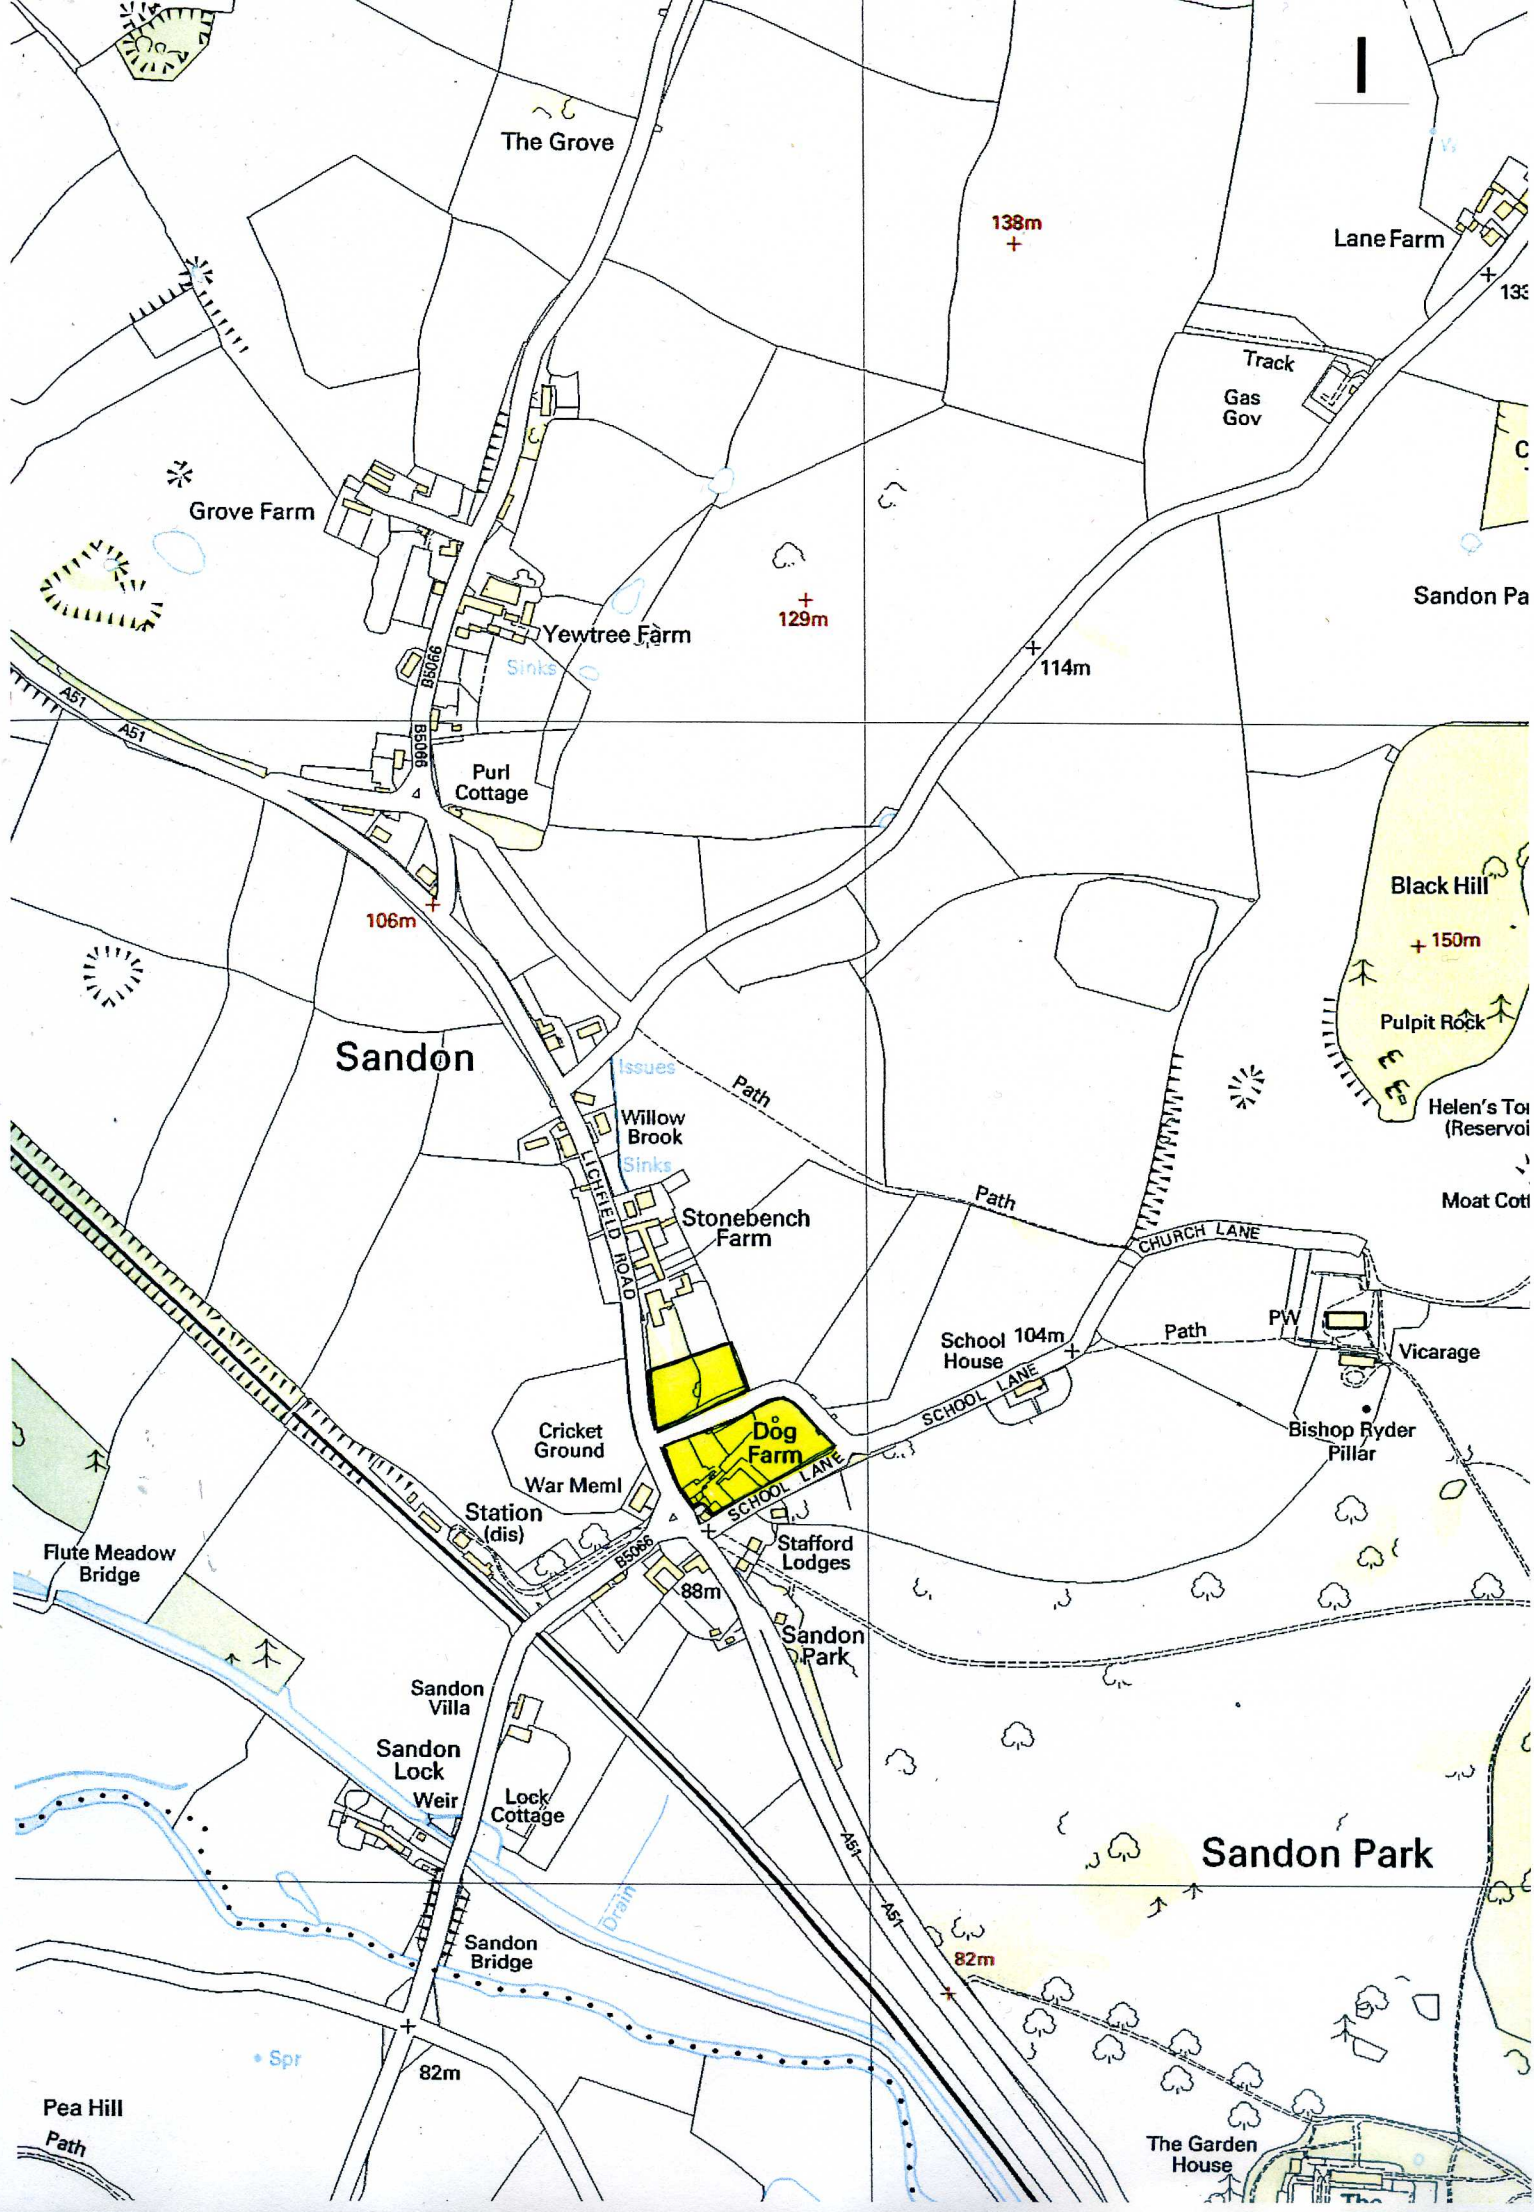 I
The Grove
138m
Lane Farm
Track
Gas
Gov
Grove Farm
Sandon Pa
129m
Yewtree Farm
Sinks
B5066
114m
A51
A51
B5066
Purl
Cottage
Black Hill
106m
150m
Pulpit Rock
Sandon
Issues
Path
Willow
Brook
Helen's To
(Reservoi
Sinks
LICHFIELD ROAD
Path
Moat Cott
Stonebench
Farm
CHURCH LANE
PW
School
House
104m
Path
Vicarage
SCHOOL LANE
Cricket
Ground
Dog
Farm
Bishop Ryder
Pillar
War Meml
SCHOOL LANE
Station
(dis)
Flute Meadow
Bridge
B5066
Stafford
Lodges
88m
Sandon
Park
Sandon
Villa
Sandon
Lock
Weir
Lock
Cottage
A51
Sandon Park
Drain
A51
Sandon
Bridge
82m
Spr
82m
Pea Hill
Path
The Garden
House
The